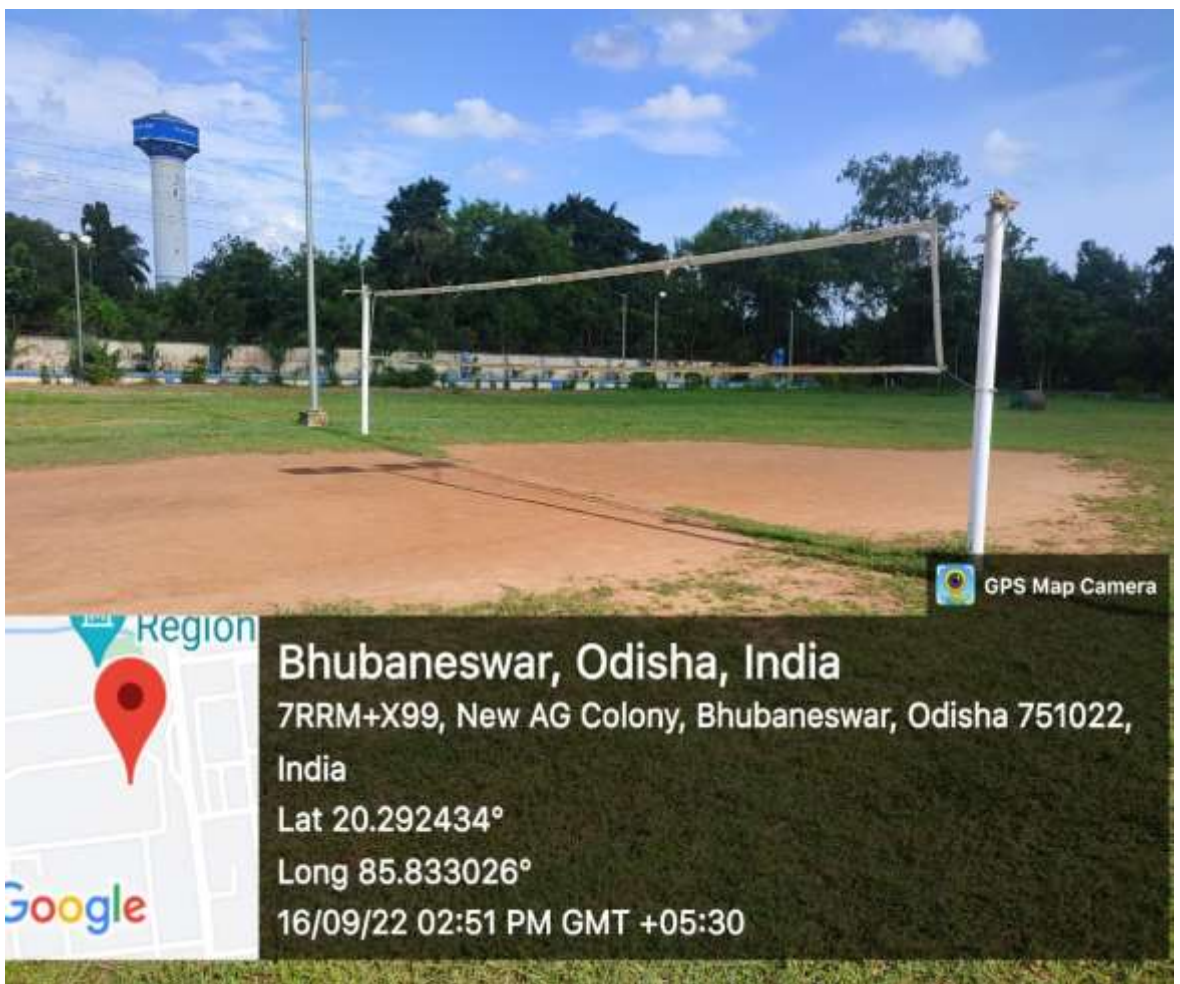 GPS Map Camera
Region
Google
Bhubaneswar, Odisha, India
7RRM+X99, New AG Colony, Bhubaneswar, Odisha 751022,
India
Lat 20.292434°
Long 85.833026°
16/09/22 02:51 PM GMT +05:30